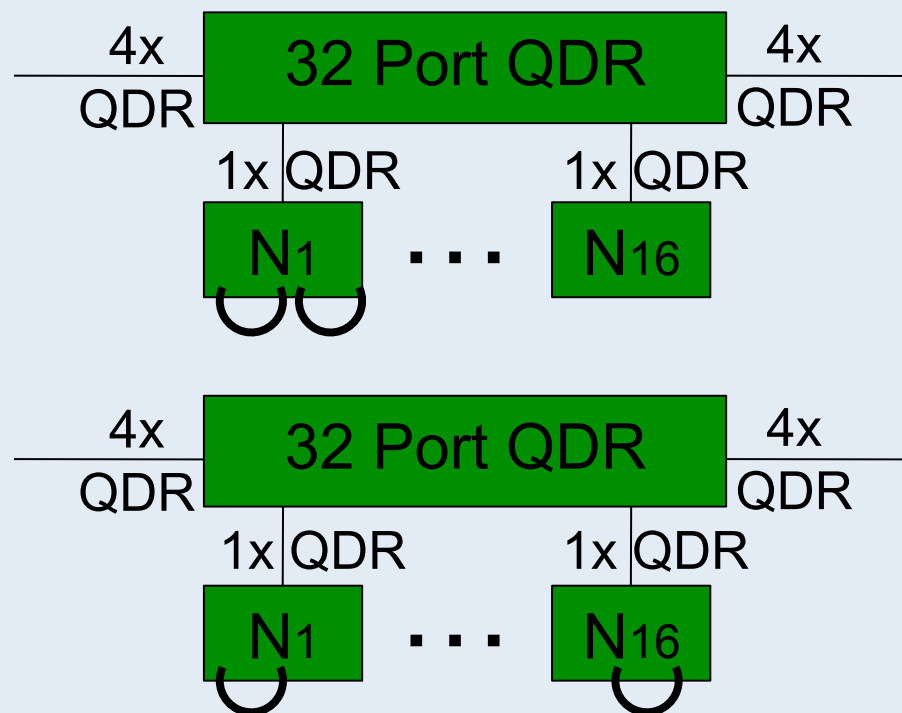 4x 32 Port QDR 4x
QDR QDR
1x QDR 1x QDR
N1 ... N16
4x 32 Port QDR 4x
QDR QDR
1x QDR 1x QDR
N1 ... N16